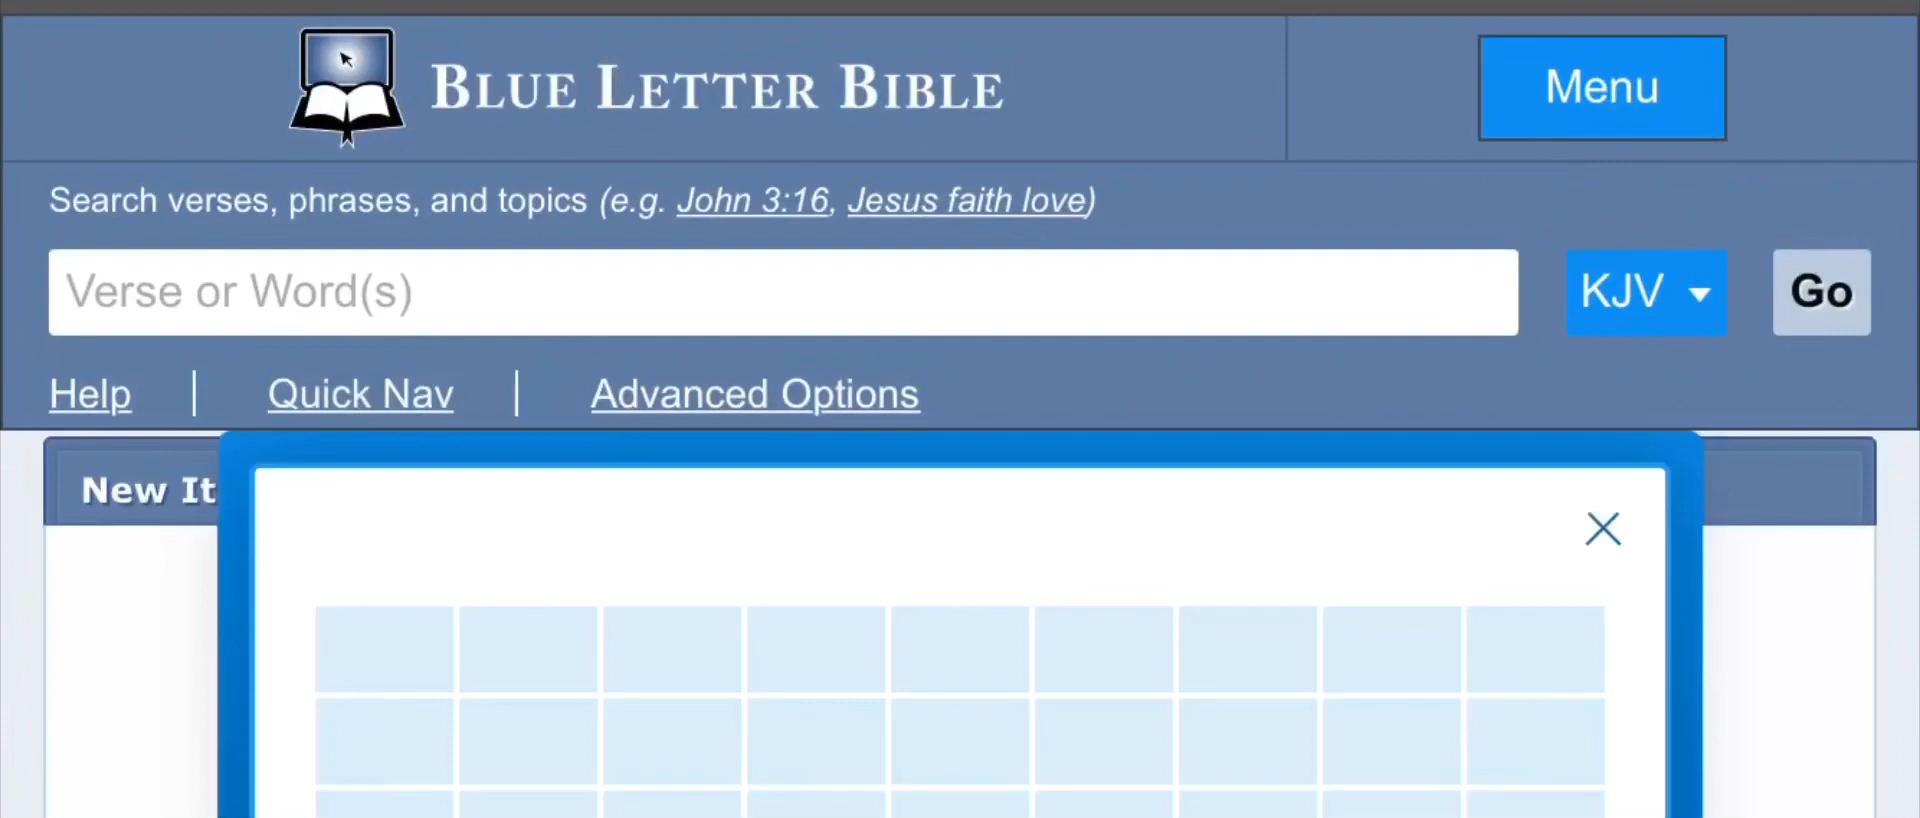 BLUE LETTER BIBLE
Menu
Search verses, phrases, and topics (e.g. John 3:16, Jesus faith love)
Verse or Word(s)
KJV
Go
Help | Quick Nav | Advanced Options
New It